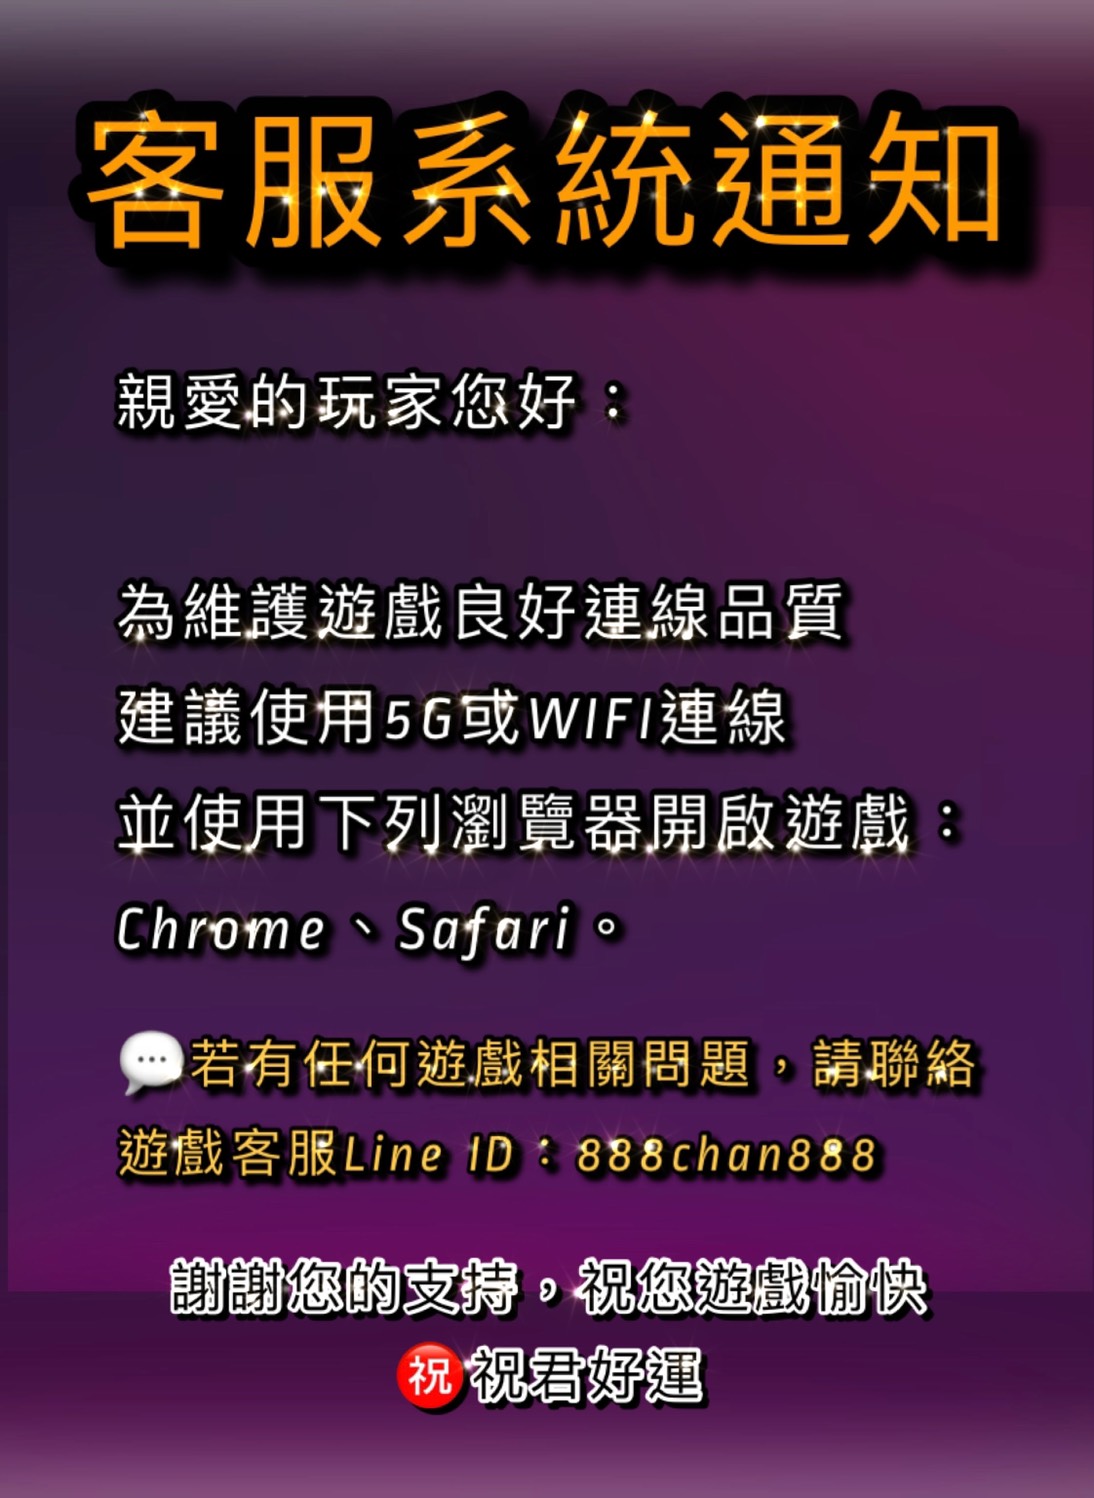 客服系統通知
親愛的玩家您好：
為維護遊戲良好連線品質
建議使用5G或WIFI連線
並使用下列瀏覽器開啟遊戲：
Chrome、Safari。
💬若有任何遊戲相關問題，請聯絡
遊戲客服Line ID：888chan888
謝謝您的支持，祝您遊戲愉快
㊗️祝君好運